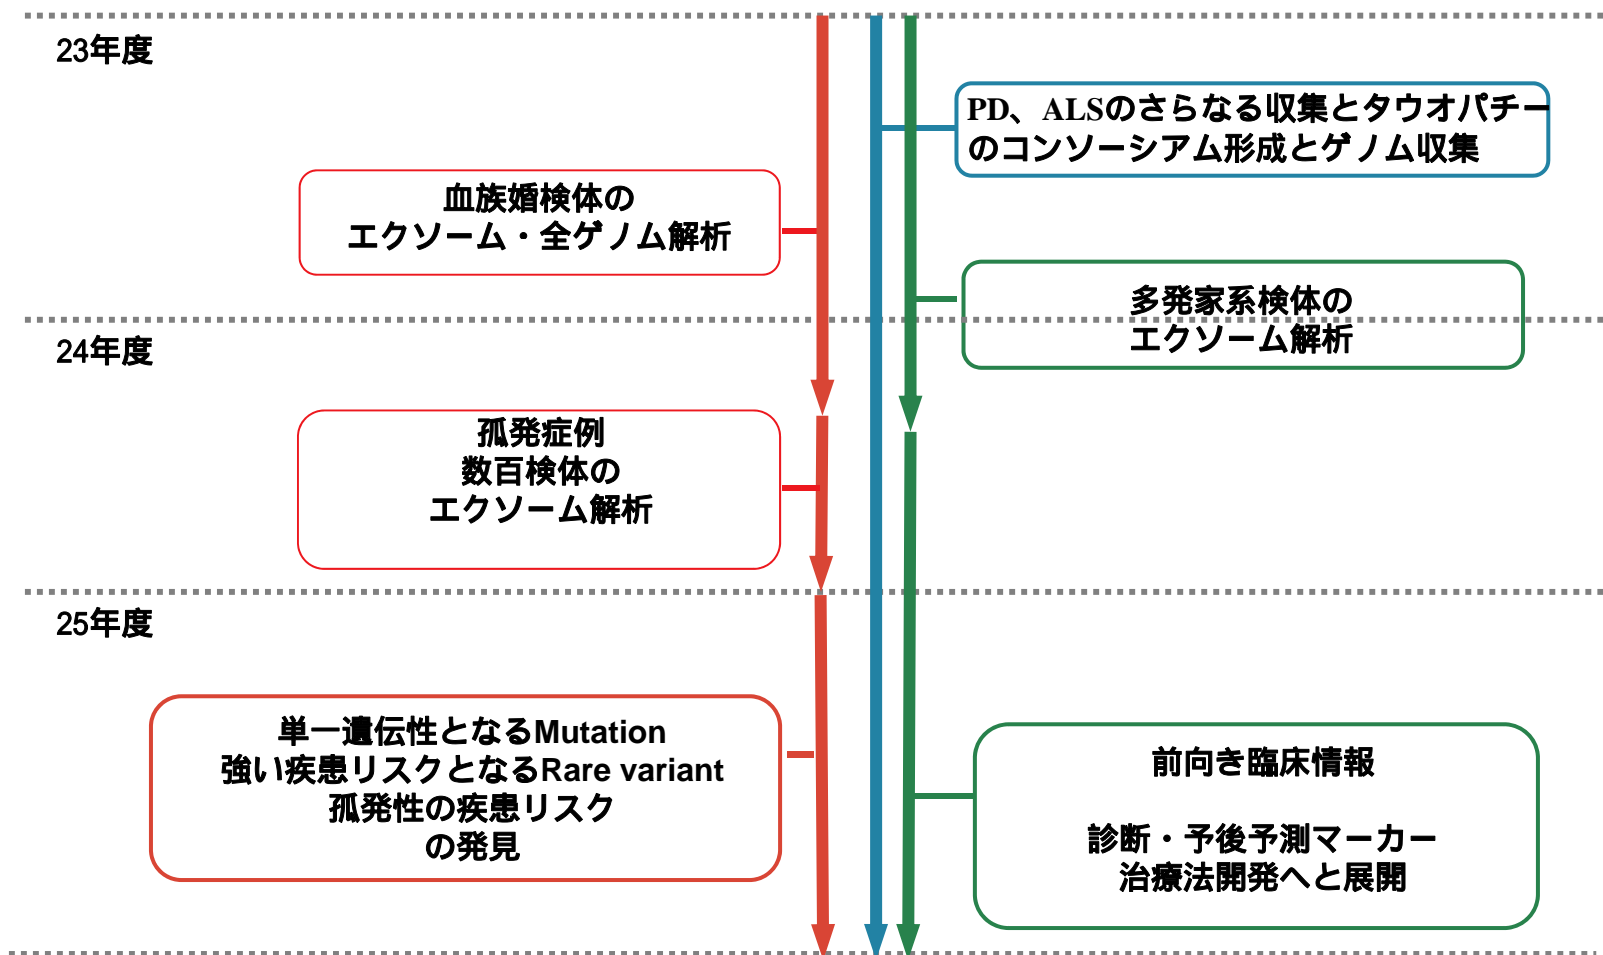 23年度
PD、ALSのさらなる収集とタウオパチー
のコンソーシアム形成とゲノム収集
血族婚検体の
エクソーム・全ゲノム解析
多発家系検体の
エクソーム解析
24年度
孤発症例
数百検体の
エクソーム解析
25年度
単一遺伝性となるMutation
強い疾患リスクとなるRare variant
孤発性の疾患リスク
の発見
前向き臨床情報
診断・予後予測マーカー
治療法開発へと展開